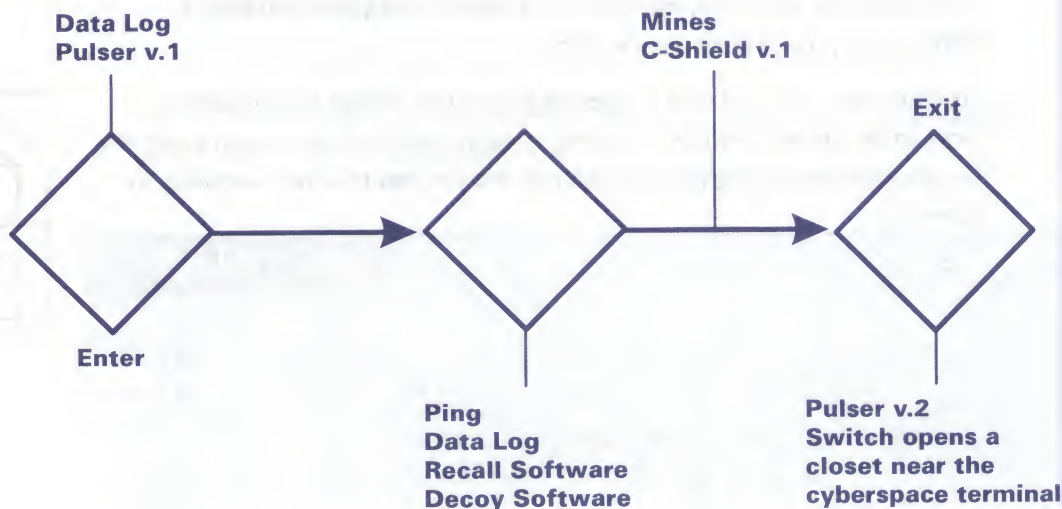 Data Log
Pulser v.1
Enter
Ping
Data Log
Recall Software
Decoy Software
Mines
C-Shield v.1
Exit
Pulser v.2
Switch opens a
closet near the
cyberspace terminal